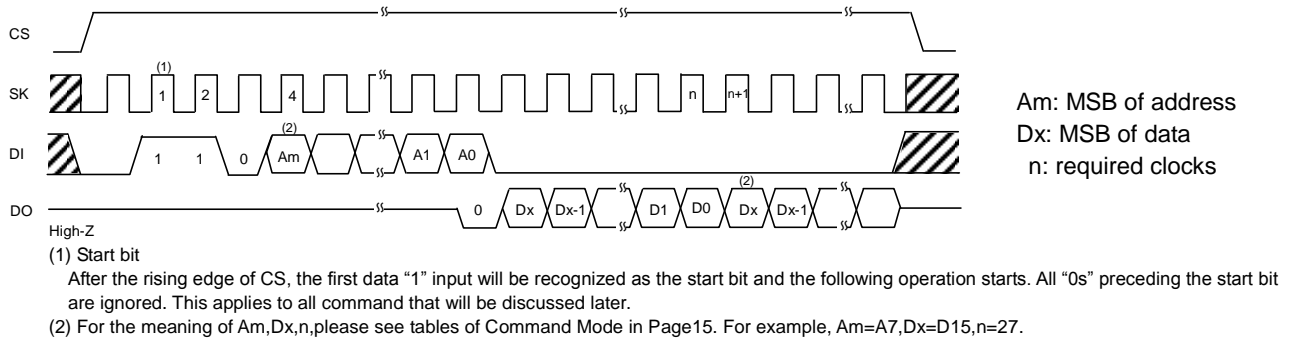 CS
SK
(1)
1 2 4 n n+1
DI
1 1 0 Am A1 A0
(2)
DO
0 Dx Dx-1 D1 D0 Dx Dx-1
(2)
High-Z
Am: MSB of address
Dx: MSB of data
n: required clocks
(1) Start bit
After the rising edge of CS, the first data “1” input will be recognized as the start bit and the following operation starts. All “0s” preceding the start bit
are ignored. This applies to all command that will be discussed later.
(2) For the meaning of Am,Dx,n,please see tables of Command Mode in Page15. For example, Am=A7,Dx=D15,n=27.